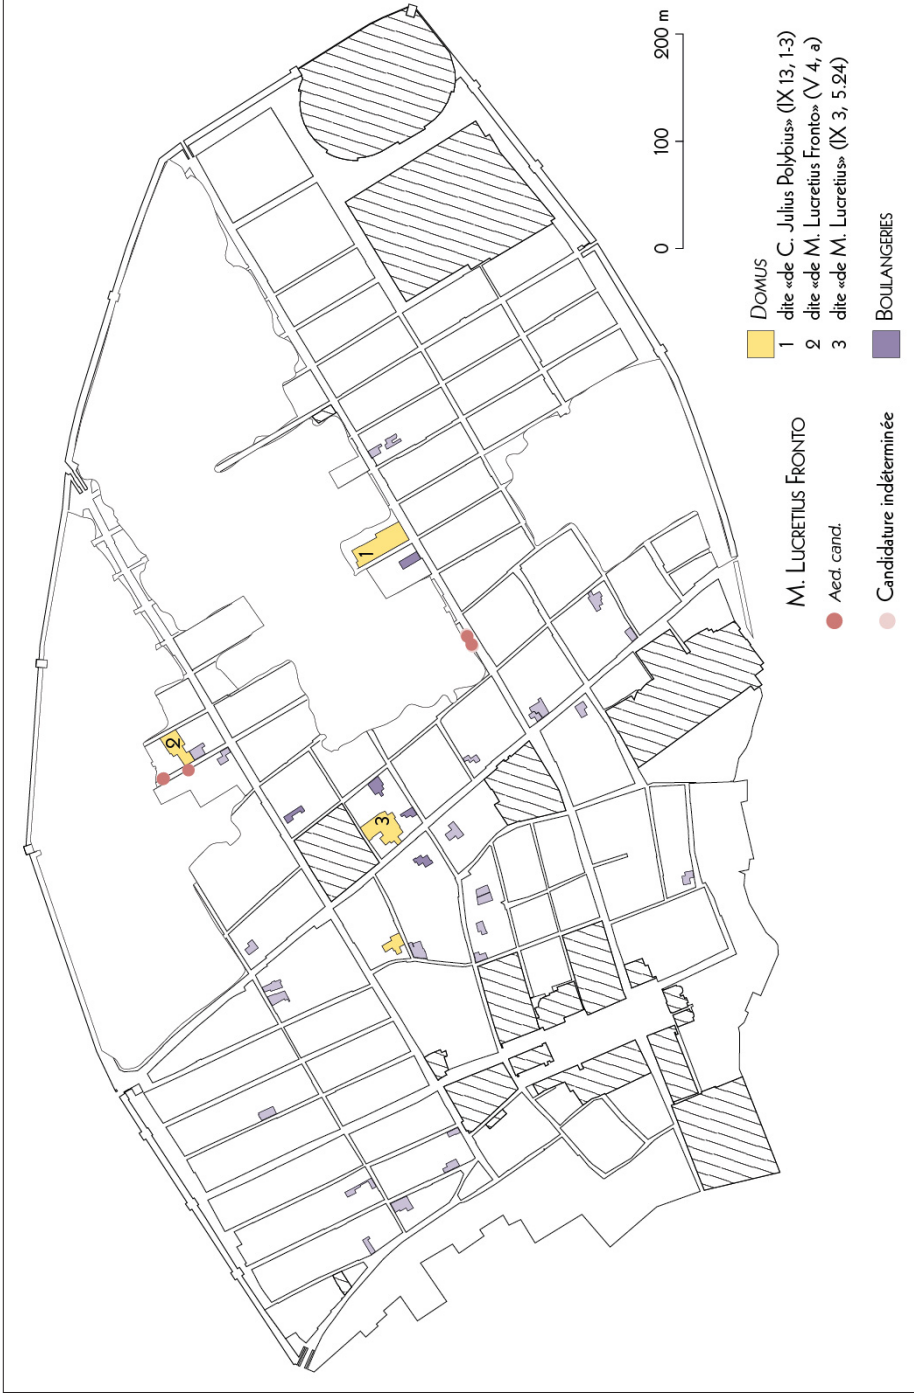 1
2
3
0 100 200 m
M. LUCRETIUS FRONTO
Aed. cand.
Candidature indéterminée
DOMUS
1 dite «de C. Julius Polybius» (IX 13, 1-3)
2 dite «de M. Lucretius Fronto» (V 4, a)
3 dite «de M. Lucretius» (IX 3, 5.24)
BOULANGERIES